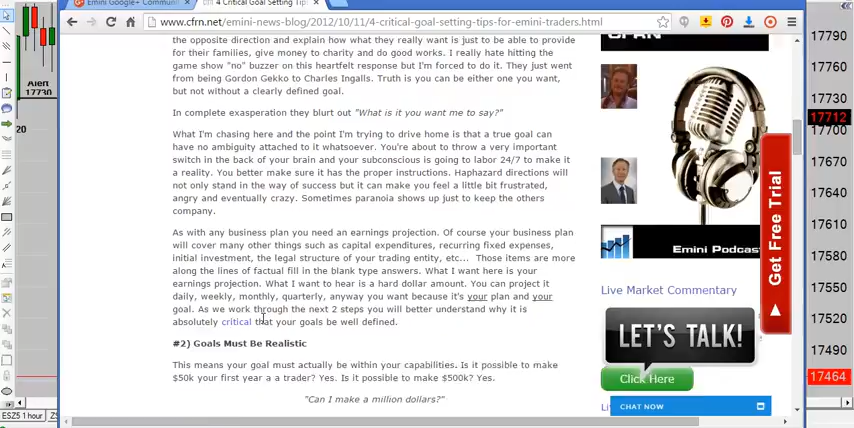 Emini Google+ Commun
4 Critical Goal Setting Tips
www.cfrn.net/emini-news-blog/2012/10/11/4-critical-goal-setting-tips-for-emini-traders.html
the opposite direction and explain how what they really want is just to be able to provide
for their families, give money to charity and do good works. I really hate hitting the
game show "no" buzzer on this heartfelt response but I'm forced to do it. They just went
from being Gordon Gekko to Charles Ingalls. Truth is you can be either one you want,
but not without a clearly defined goal.
In complete exasperation they blurt out "What is it you want me to say?"
What I'm chasing here and the point I'm trying to drive home is that a true goal can
have no ambiguity attached to it whatsoever. You're about to throw a very important
switch in the back of your brain and your subconscious is going to labor 24/7 to make it
a reality. You better make sure it has the proper instructions. Haphazard directions will
not only stand in the way of success but it can make you feel a little bit frustrated,
angry and eventually crazy. Sometimes paranoia shows up just to keep the others
company.
As with any business plan you need an earnings projection. Of course your business plan
will cover many other things such as capital expenditures, recurring fixed expenses,
initial investment, the legal structure of your trading entity, etc... Those items are more
along the lines of factual fill in the blank type answers. What I want here is your
earnings projection. What I want to hear is a hard dollar amount. You can project it
daily, weekly, monthly, quarterly, anyway you want because it's your plan and your
goal. As we work through the next 2 steps you will better understand why it is
absolutely critical that your goals be well defined.
#2) Goals Must Be Realistic
This means your goal must actually be within your capabilities. Is it possible to make
$50k your first year a a trader? Yes. Is it possible to make $500k? Yes.
"Can I make a million dollars?"
Emini Podcas
Live Market Commentary
LET'S TALK!
Click Here
CHAT NOW
Get Free Trial
Alert
17730
20
ESZ5 1 hour
17790
17760
17730
17712
17700
17670
17640
17610
17580
17550
17520
17490
17464